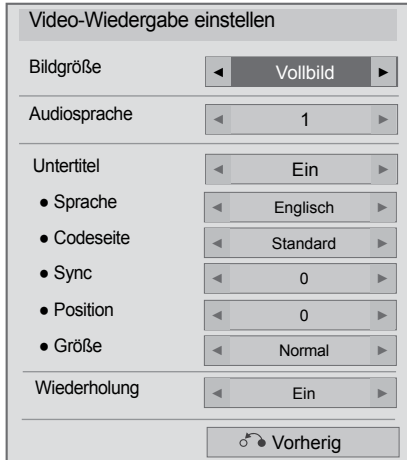 Video-Wiedergabe einstellen
Bildgröße ◄ Vollbild ►
Audiosprache ◄ 1 ►
Untertitel ◄ Ein ►
● Sprache ◄ Englisch ►
● Codeseite ◄ Standard ►
● Sync ◄ 0 ►
● Position ◄ 0 ►
● Größe ◄ Normal ►
Wiederholung ◄ Ein ►
Vorherig